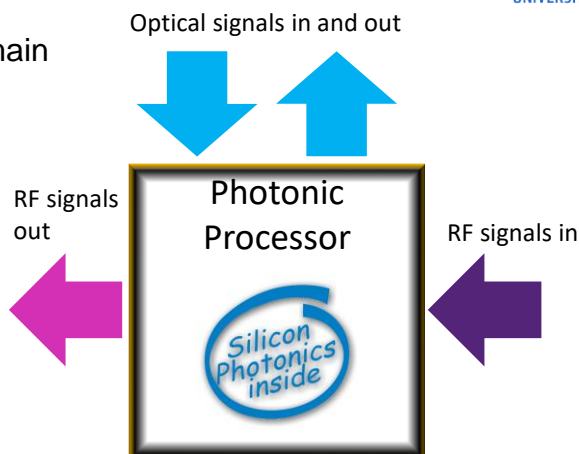 Optical signals in and out
Photonic
Processor
RF signals
out
RF signals in
Silicon
Photonics
inside